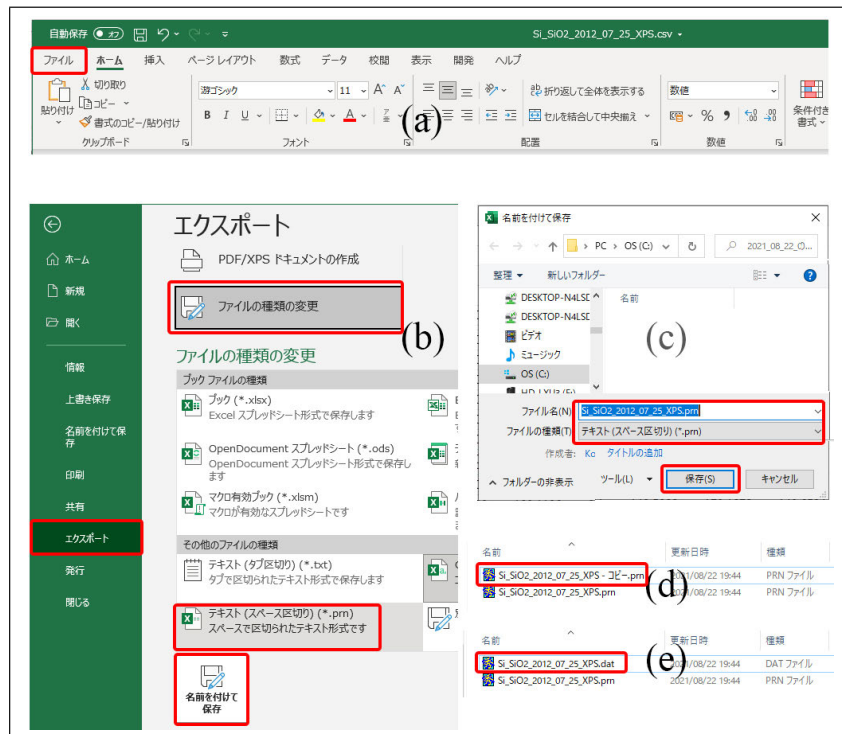 自動保存 オフ Si_SiO2_2012_07_25_XPS.csv
ファイル ホーム 挿入 ページ レイアウト 数式 データ 校閲 表示 開発 ヘルプ
切り取り
コピー
貼り付け
書式のコピー/貼り付け
クリップボード
游ゴシック 11 A A
B I U A
フォント
(a)
折り返して全体を表示する
セルを結合して中央揃え
配置
数値
% 9
数値
条件付き
書式
ホーム
新規
開く
情報
上書き保存
名前を付けて保
存
印刷
共有
エクスポート
発行
閉じる
エクスポート
PDF/XPS ドキュメントの作成
ファイルの種類の変更
(b)
ファイルの種類の変更
ブック ファイルの種類
ブック (*.xlsx)
Excel スプレッドシート形式で保存します
OpenDocument スプレッドシート (*.ods)
OpenDocument スプレッドシート形式で保存し
ます
マクロ有効ブック (*.xlsm)
マクロが有効なスプレッドシートです
その他のファイルの種類
テキスト (タブ区切り) (*.txt)
タブで区切られたテキスト形式で保存します
テキスト (スペース区切り) (*.prn)
スペースで区切られたテキスト形式です
名前を付けて
保存
名前を付けて保存
PC > OS (C:) 2021_08_22_の...
整理 新しいフォルダー
DESKTOP-N4LSE
DESKTOP-N4LSE
ビデオ
ミュージック
OS (C:)
名前
(c)
ファイル名(N): Si_SiO2_2012_07_25_XPS.prn
ファイルの種類(T): テキスト (スペース区切り) (*.prn)
作成者: タイトルの追加
フォルダーの非表示 ツール(L) 保存(S) キャンセル
名前 更新日時 種類
Si_SiO2_2012_07_25_XPS - コピー.prn 2021/08/22 19:44 PRN ファイル
Si_SiO2_2012_07_25_XPS.prn 2021/08/22 19:44 PRN ファイル
(d)
名前 更新日時 種類
Si_SiO2_2012_07_25_XPS.dat 2021/08/22 19:44 DAT ファイル
Si_SiO2_2012_07_25_XPS.prn 2021/08/22 19:44 PRN ファイル
(e)